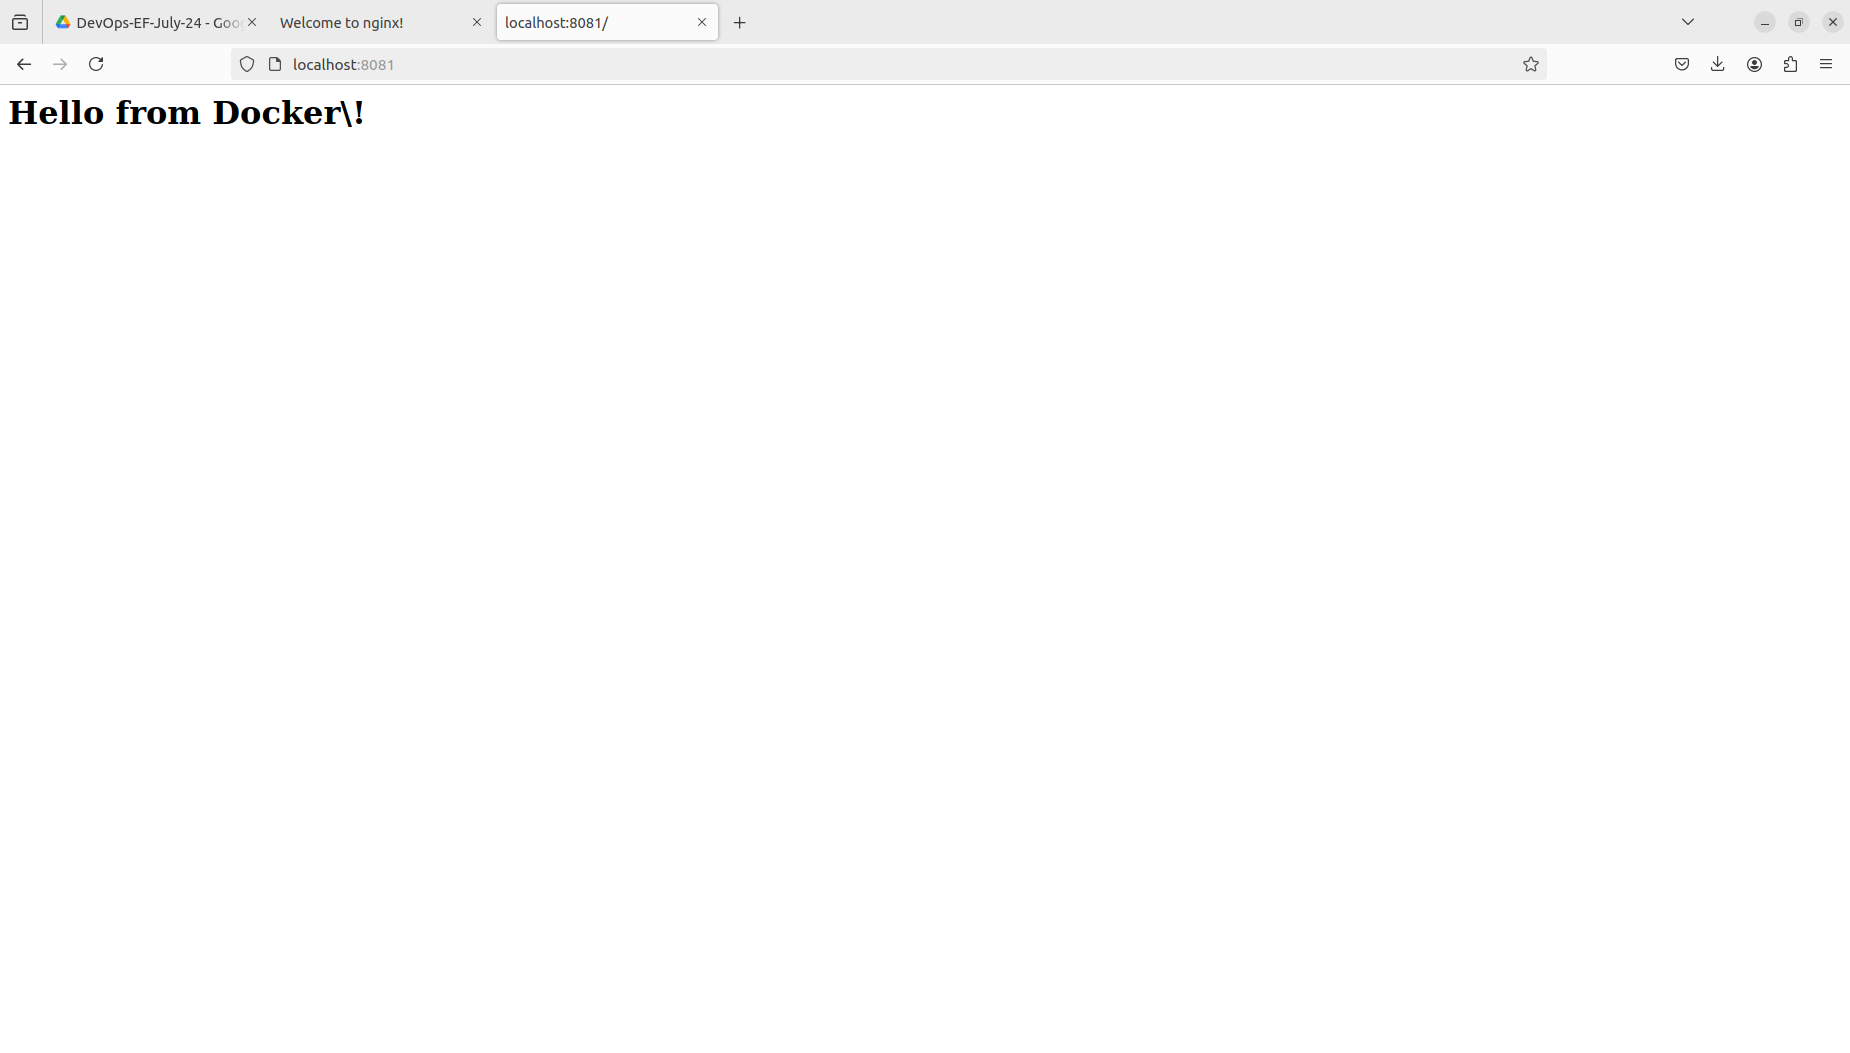 DevOps-EF-July-24 - Goo
Welcome to nginx!
localhost:8081/
localhost:8081
Hello from Docker\!